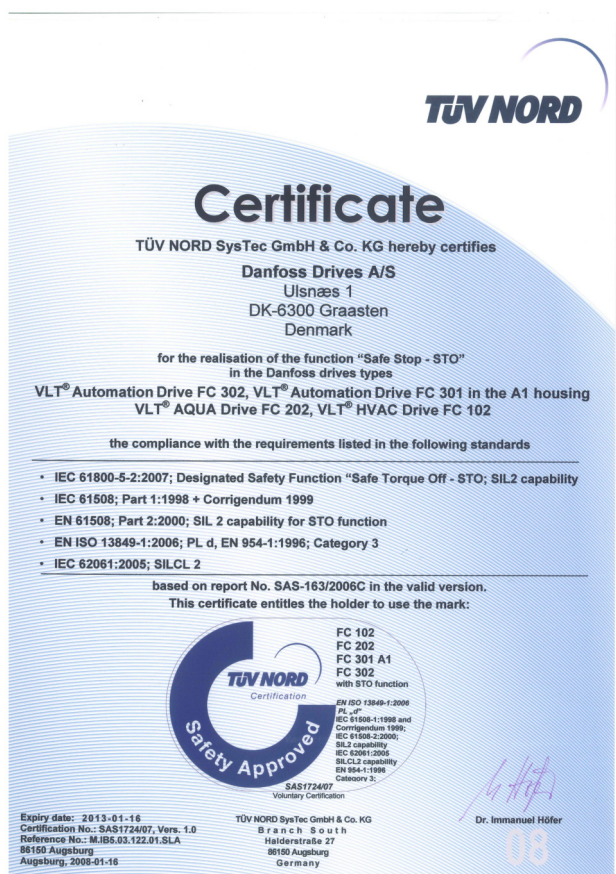 TÜV NORD
Certificate
TÜV NORD SysTec GmbH & Co. KG hereby certifies
Danfoss Drives A/S
Ulsnæs 1
DK-6300 Graasten
Denmark
for the realisation of the function “Safe Stop - STO”
in the Danfoss drives types
VLT® Automation Drive FC 302, VLT® Automation Drive FC 301 in the A1 housing
VLT® AQUA Drive FC 202, VLT® HVAC Drive FC 102
the compliance with the requirements listed in the following standards
• IEC 61800-5-2:2007; Designated Safety Function “Safe Torque Off - STO; SIL2 capability
• IEC 61508; Part 1:1998 + Corrigendum 1999
• EN 61508; Part 2:2000; SIL 2 capability for STO function
• EN ISO 13849-1:2006; PL d, EN 954-1:1996; Category 3
• IEC 62061:2005; SILCL 2
based on report No. SAS-163/2006C in the valid version.
This certificate entitles the holder to use the mark:
TÜV NORD
Certification
Safety Approved
FC 102
FC 202
FC 301 A1
FC 302
with STO function
EN ISO 13849-1:2006
PL „d“
IEC 61508-1:1998 and
Corrrigendum 1999;
IEC 61508-2:2000;
SIL2 capability
IEC 62061:2005
SILCL2 capability
EN 954-1:1996
Category 3;
SAS1724/07
Voluntary Certification
Expiry date: 2013-01-16
Certification No.: SAS1724/07, Vers. 1.0
Reference No.: M.IB5.03.122.01.SLA
86150 Augsburg
Augsburg, 2008-01-16
TÜV NORD SysTec GmbH & Co. KG
Branch South
Halderstraße 27
86150 Augsburg
Germany
Dr. Immanuel Höfer
08